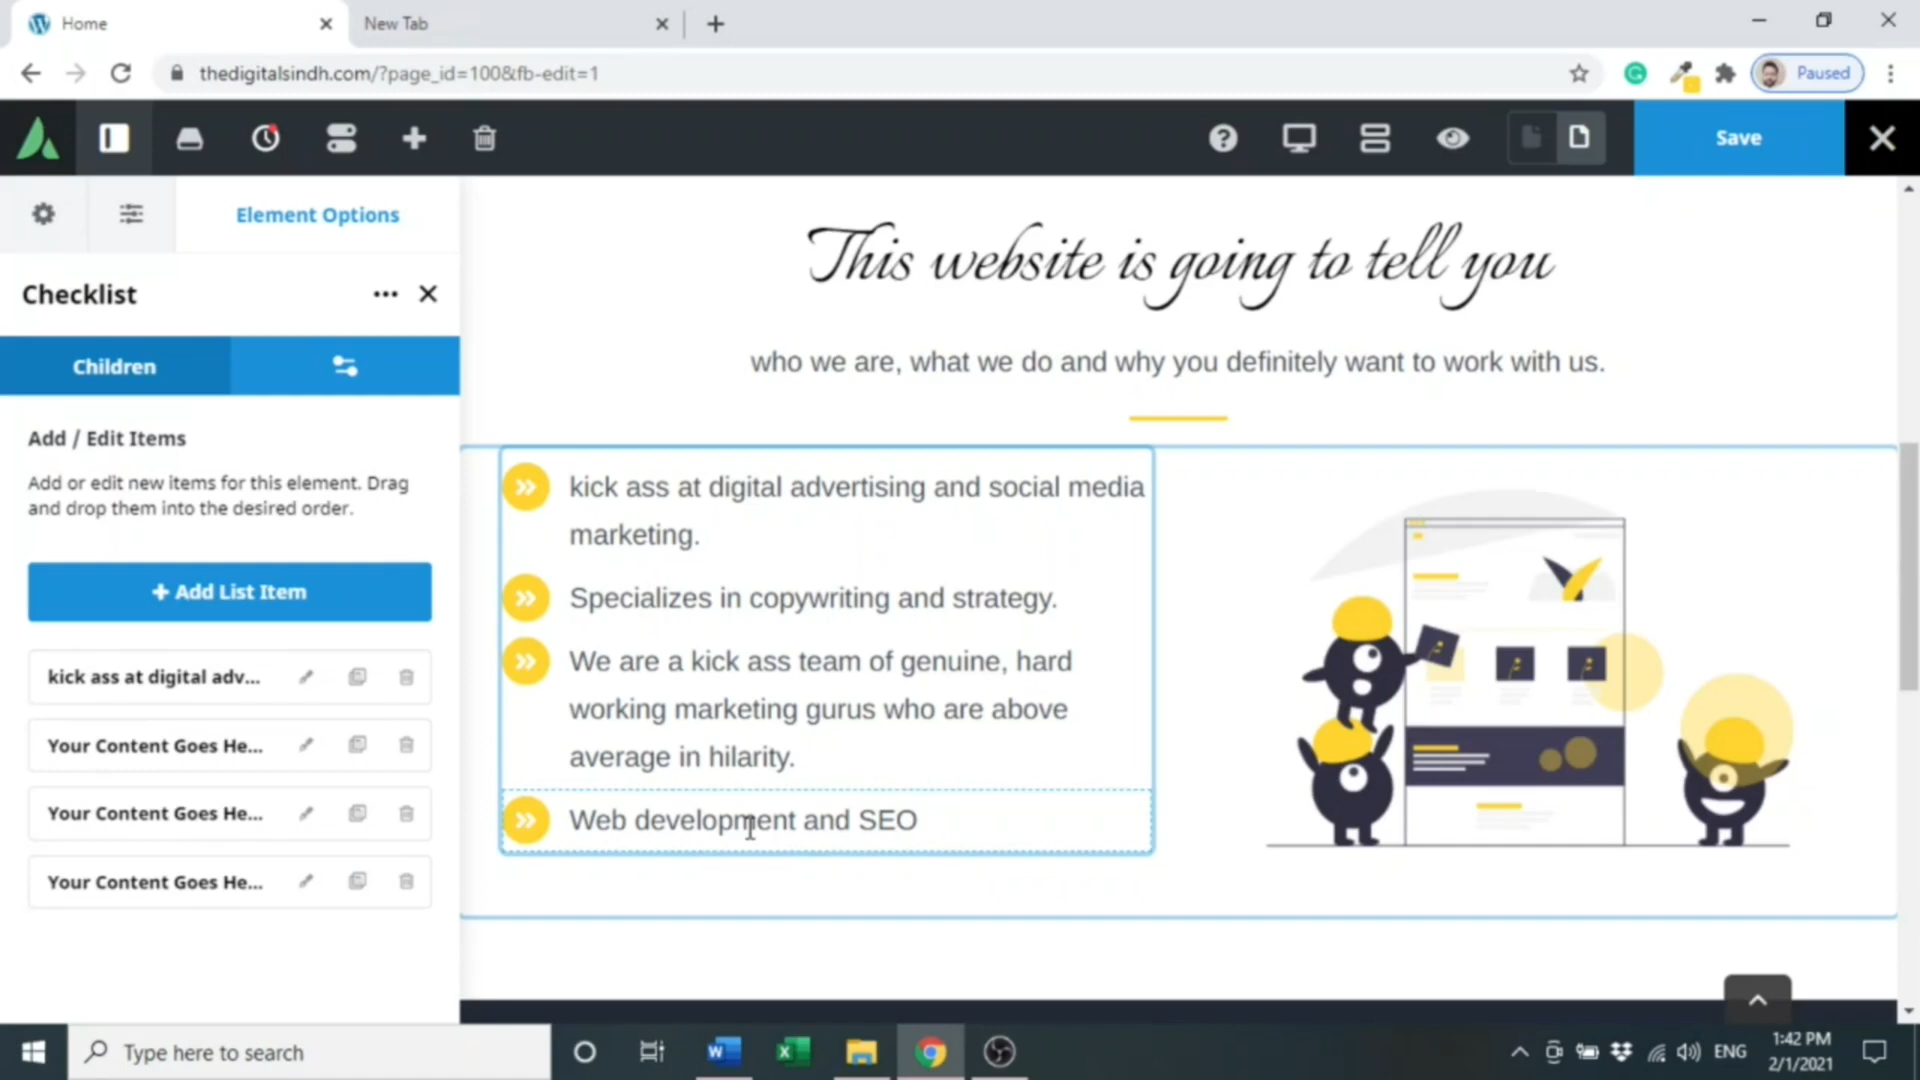 Home
New Tab
thedigitalsindh.com/?page_id=100&fb-edit=1
Paused
Save
Element Options
Checklist
Children
Add / Edit Items
Add or edit new items for this element. Drag
and drop them into the desired order.
+ Add List Item
kick ass at digital adv...
Your Content Goes He...
Your Content Goes He...
Your Content Goes He...
This website is going to tell you
who we are, what we do and why you definitely want to work with us.
kick ass at digital advertising and social media
marketing.
Specializes in copywriting and strategy.
We are a kick ass team of genuine, hard
working marketing gurus who are above
average in hilarity.
Web development and SEO
Type here to search
ENG
1:42 PM
2/1/2021